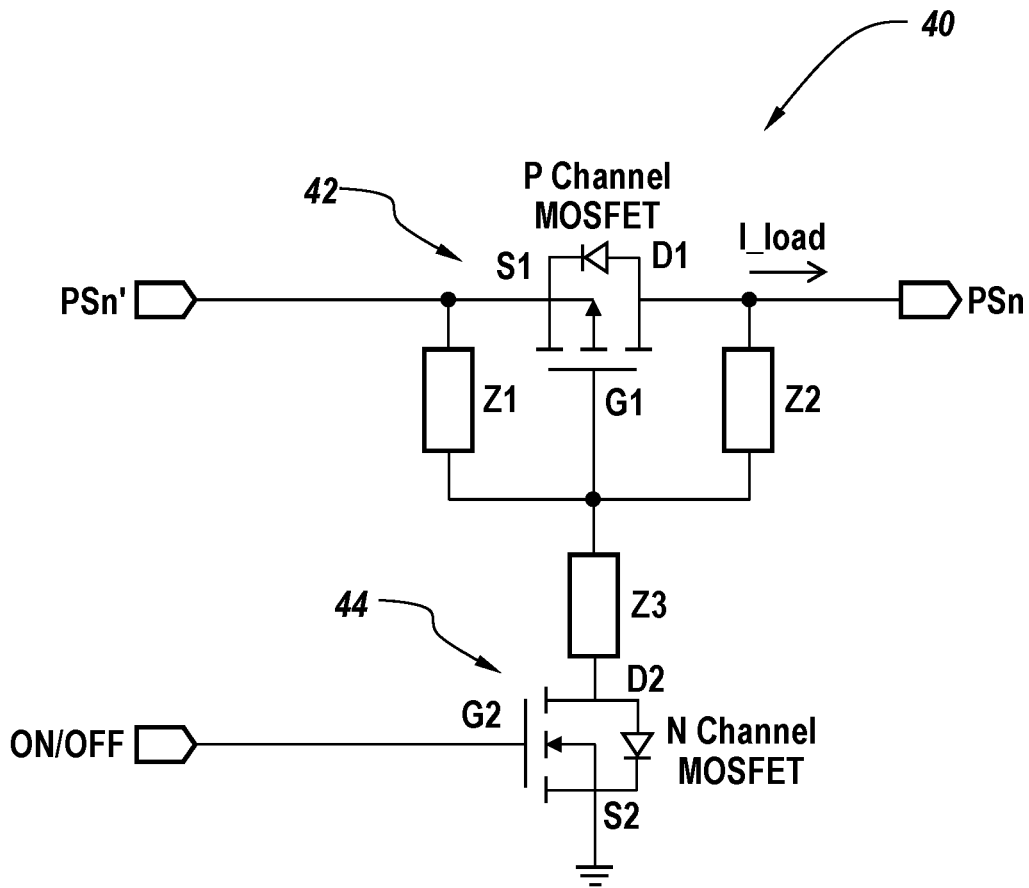 40
42
P Channel
MOSFET
I_load
S1
D1
PSn'
PSn
Z1
G1
Z2
Z3
44
D2
G2
N Channel
MOSFET
ON/OFF
S2